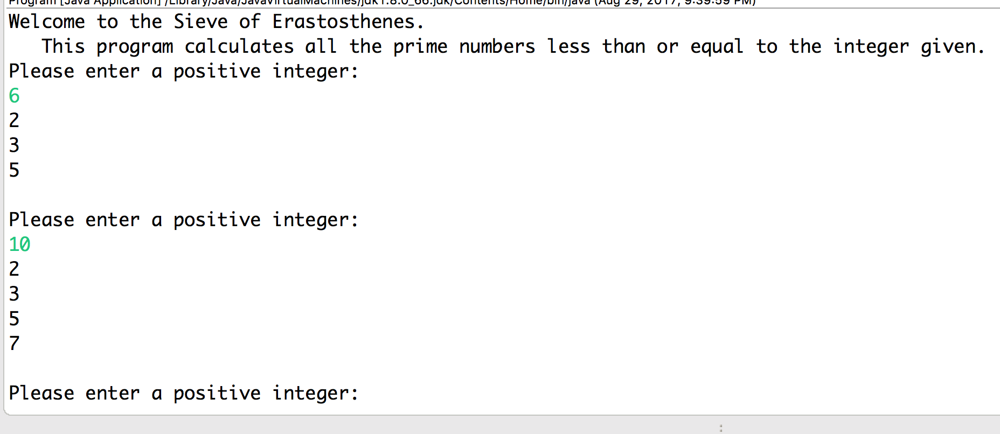 Program [Java Application] /Library/Java/JavaVirtualMachines/jdk1.8.0_66.jdk/Contents/Home/bin/java (Aug 29, 2017, 9:39:59 PM)
Welcome to the Sieve of Erastosthenes.
   This program calculates all the prime numbers less than or equal to the integer given.
Please enter a positive integer:
6
2
3
5

Please enter a positive integer:
10
2
3
5
7

Please enter a positive integer: